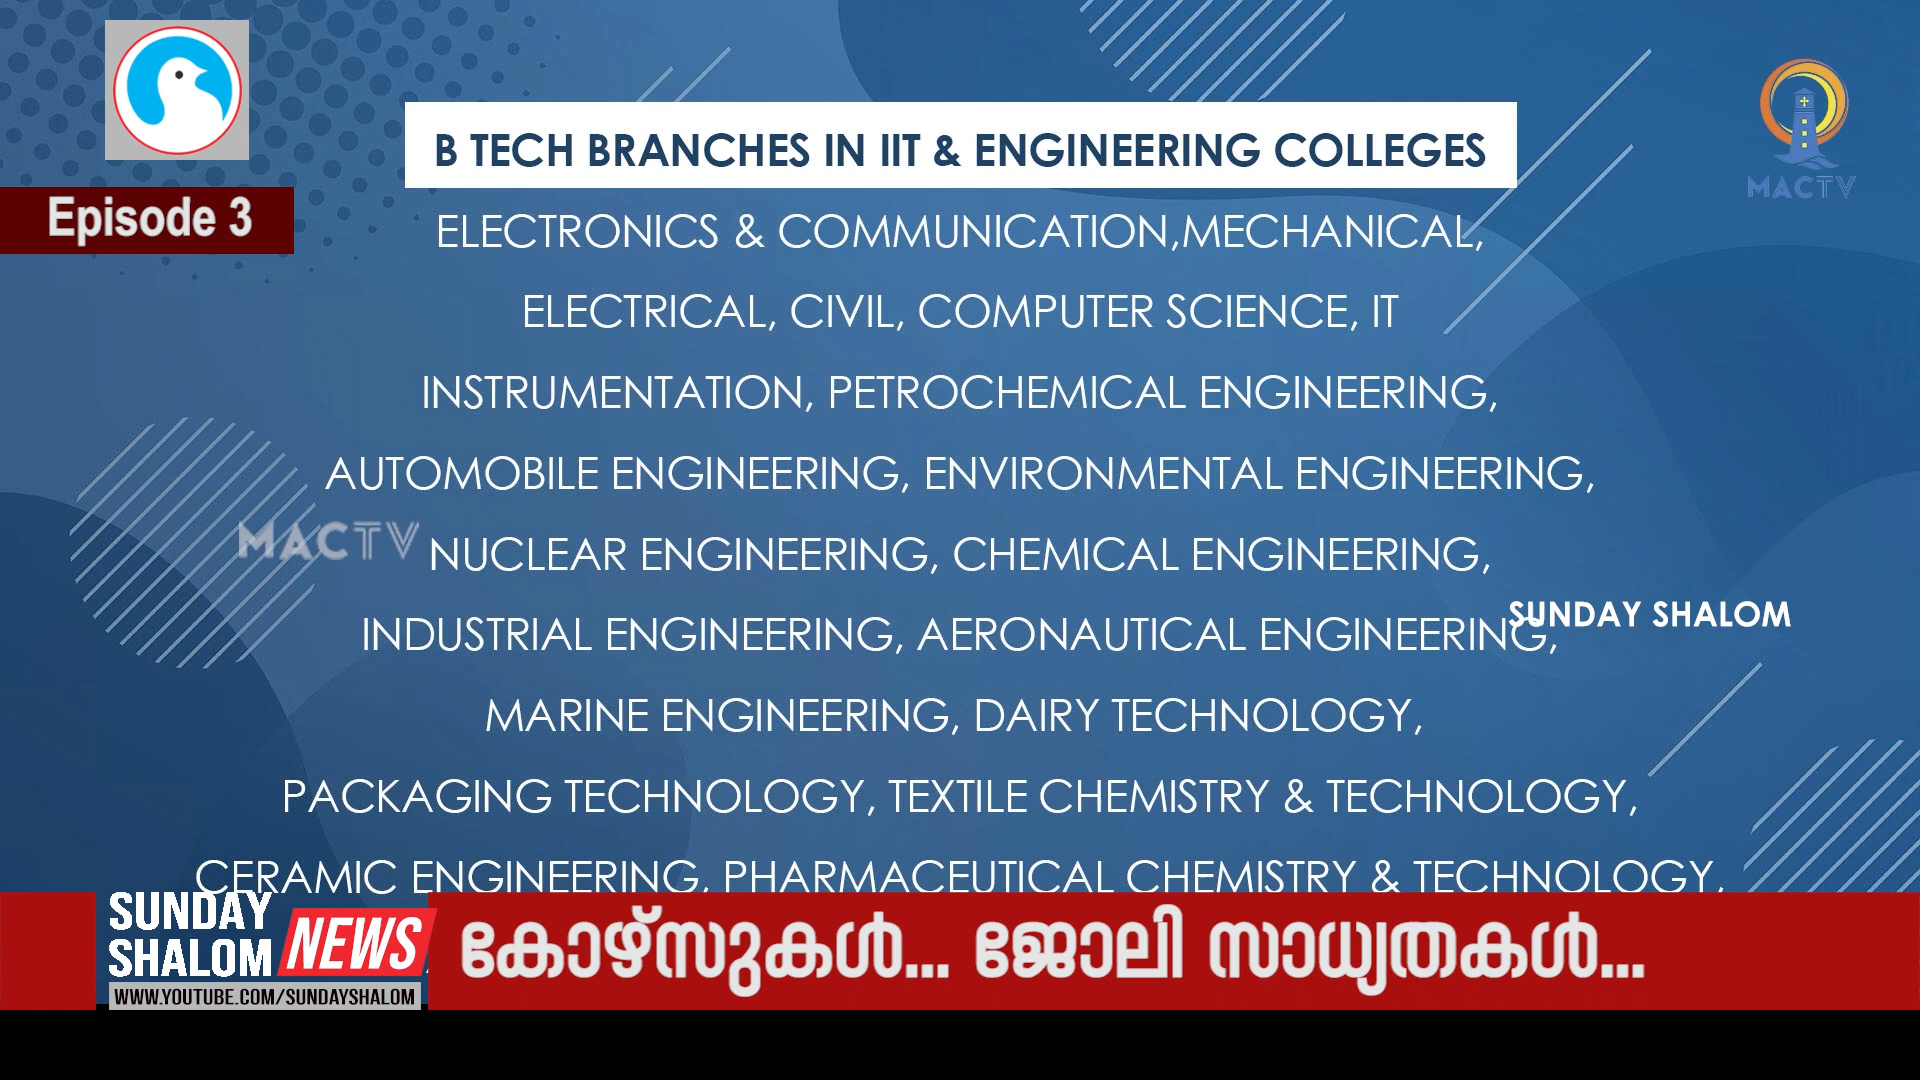 B TECH BRANCHES IN IIT & ENGINEERING COLLEGES
MACTV
Episode 3
ELECTRONICS & COMMUNICATION,MECHANICAL,
ELECTRICAL, CIVIL, COMPUTER SCIENCE, IT
INSTRUMENTATION, PETROCHEMICAL ENGINEERING,
AUTOMOBILE ENGINEERING, ENVIRONMENTAL ENGINEERING,
MACTV
NUCLEAR ENGINEERING, CHEMICAL ENGINEERING,
SUNDAY SHALOM
INDUSTRIAL ENGINEERING, AERONAUTICAL ENGINEERING,
MARINE ENGINEERING, DAIRY TECHNOLOGY,
PACKAGING TECHNOLOGY, TEXTILE CHEMISTRY & TECHNOLOGY,
CERAMIC ENGINEERING, PHARMACEUTICAL CHEMISTRY & TECHNOLOGY,
SUNDAY
SHALOM
NEWS
WWW.YOUTUBE.COM/SUNDAYSHALOM
കോഴ്സുകൾ... ജോലി സാധ്യതകൾ...